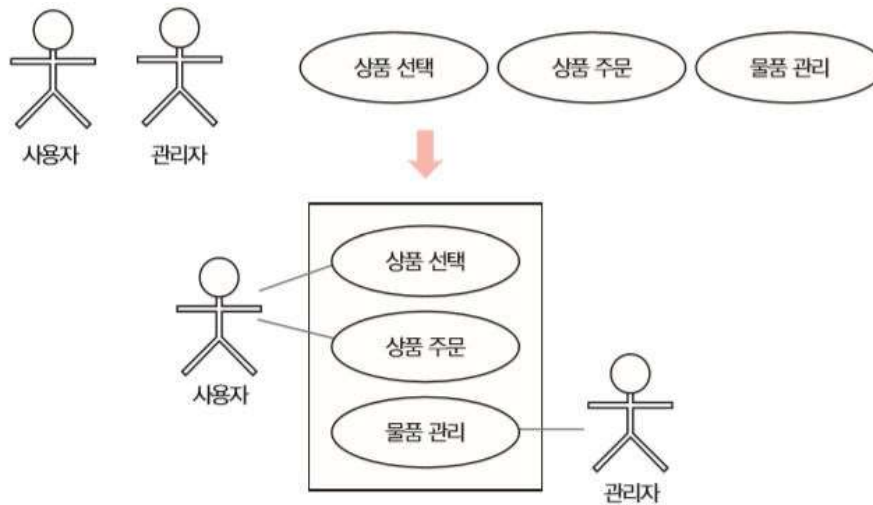 상품 선택 상품 주문 물품 관리
사용자 관리자
상품 선택
상품 주문
사용자
물품 관리
관리자